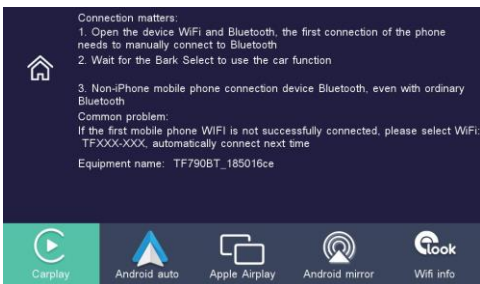 Connection matters:
1. Open the device WiFi and Bluetooth, the first connection of the phone
needs to manually connect to Bluetooth
2. Wait for the Bark Select to use the car function
3. Non-iPhone mobile phone connection device Bluetooth, even with ordinary
Bluetooth
Common problem:
If the first mobile phone WIFI is not successfully connected, please select WiFi:
TFXXX-XXX, automatically connect next time
Equipment name: TF790BT_185016ce
look
Carplay
Android auto
Apple Airplay
Android mirror
Wifi info